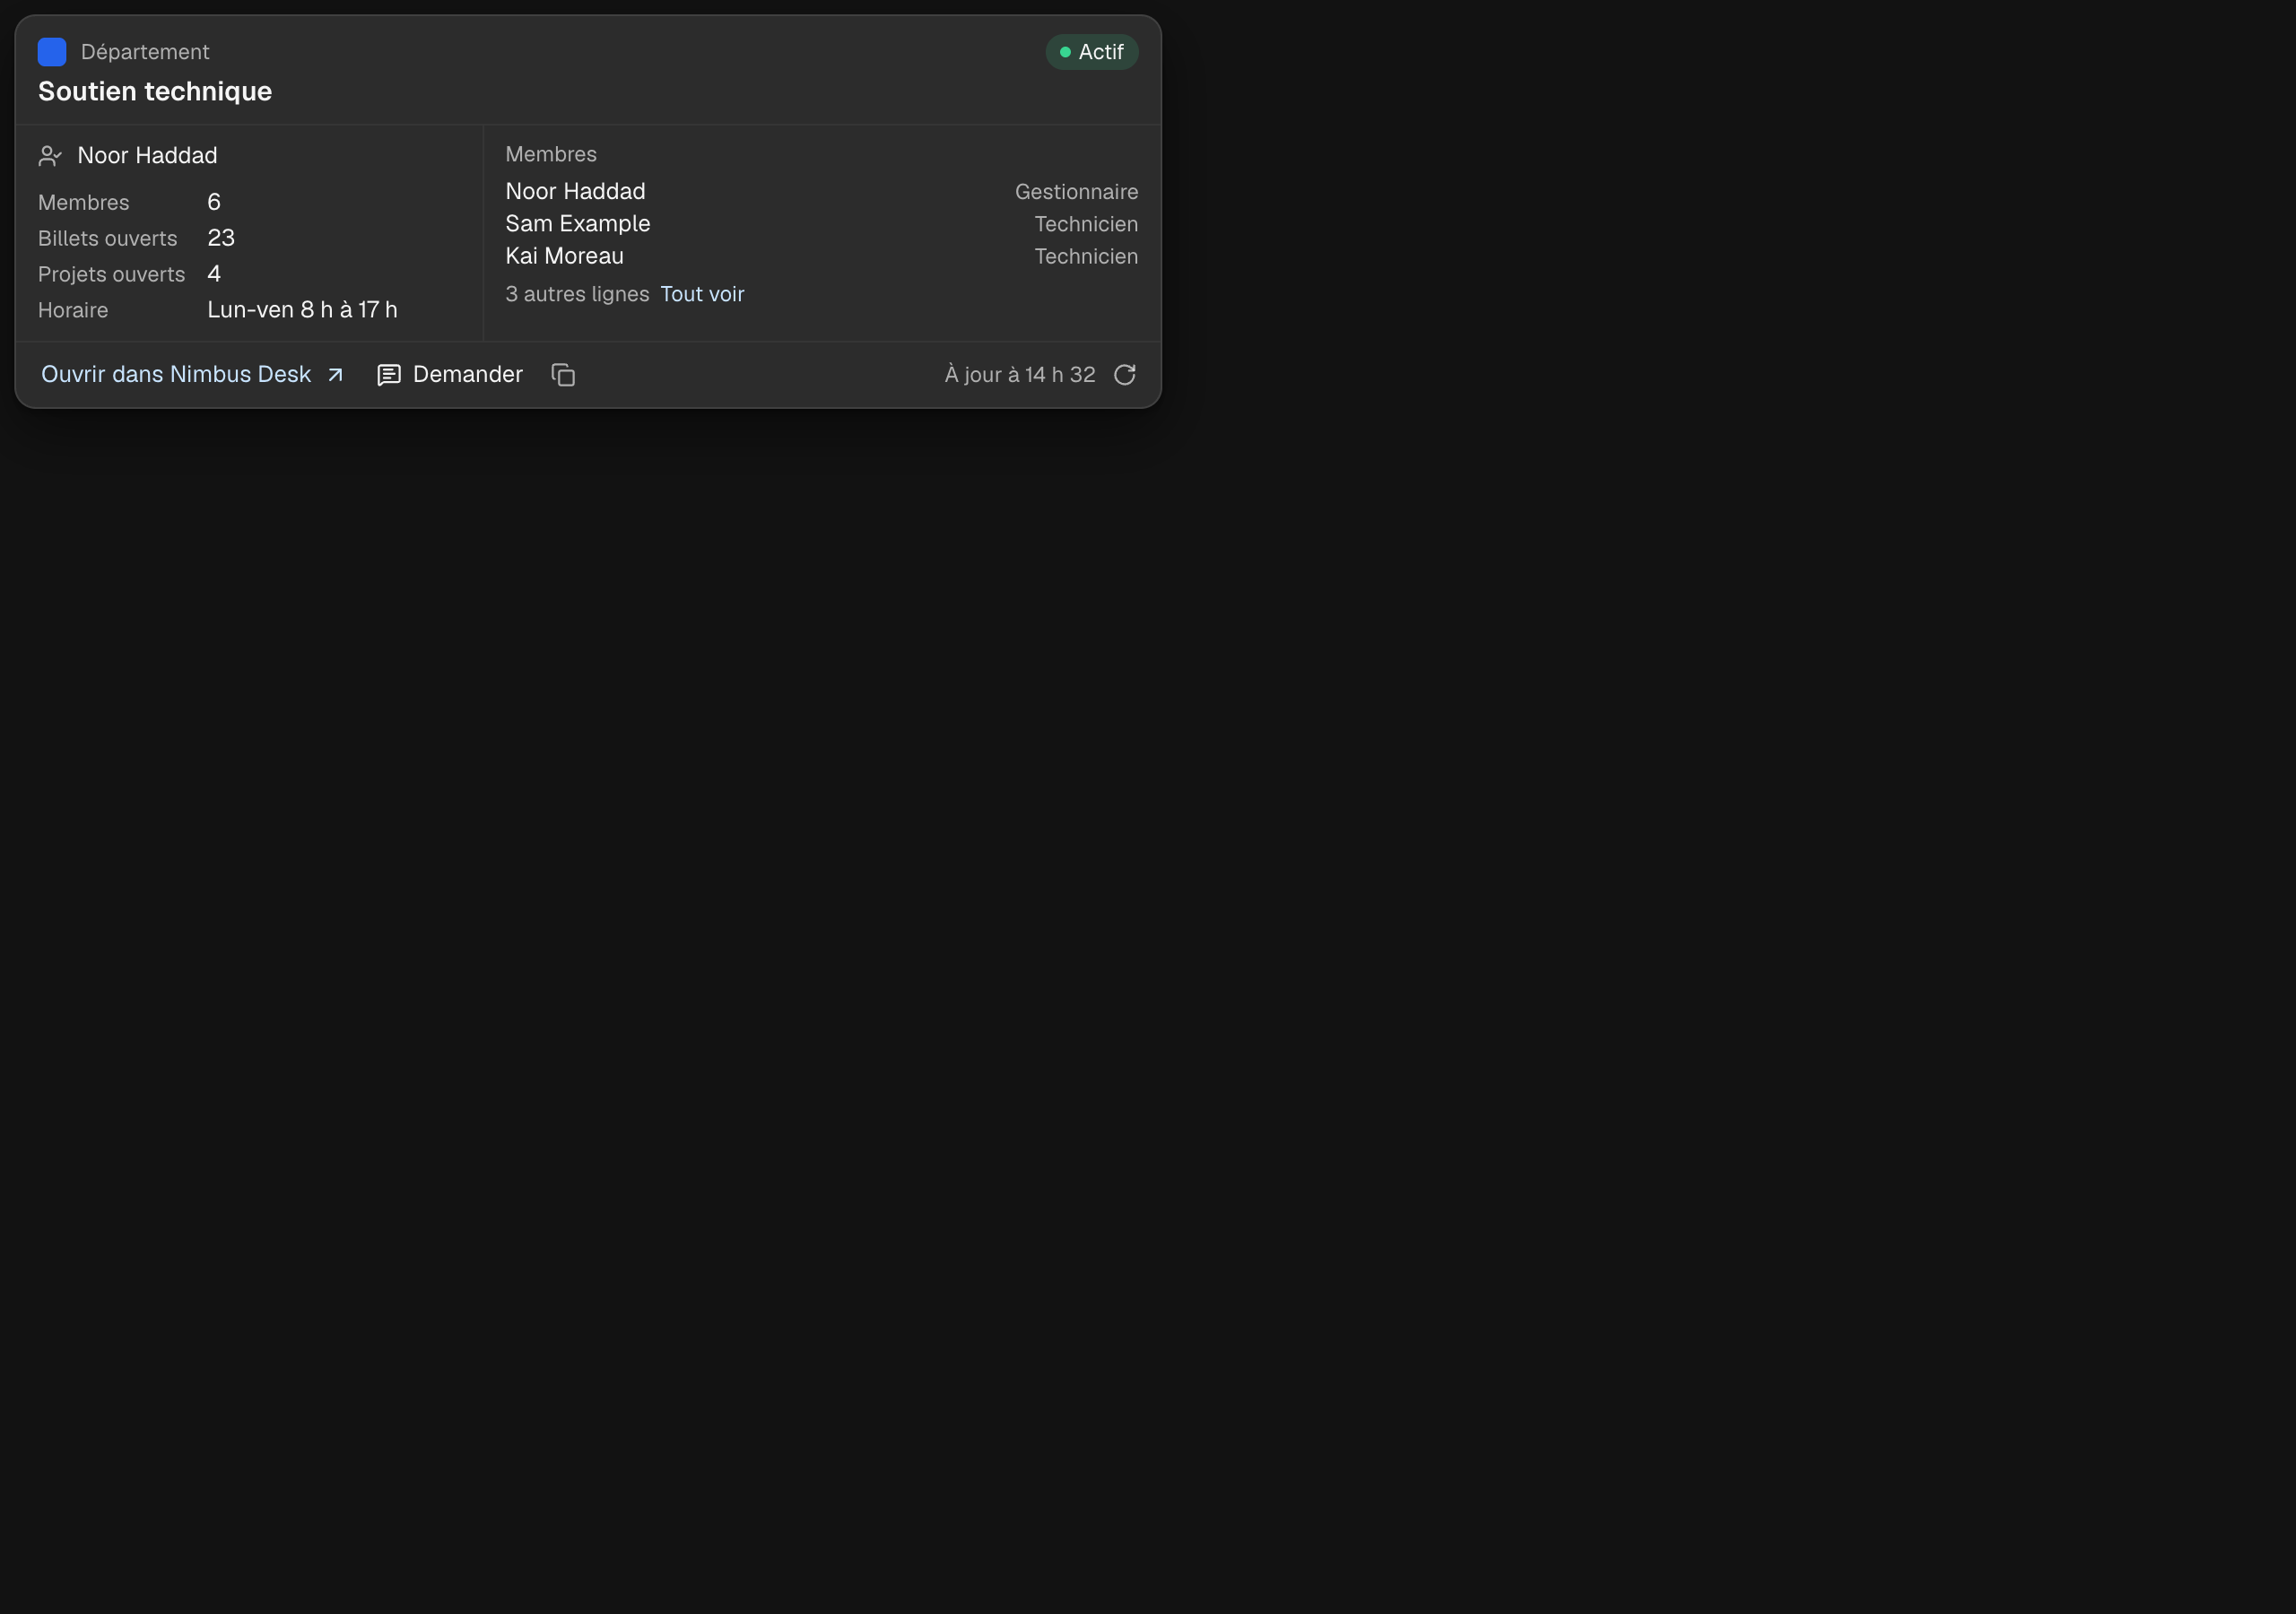 Département
Actif
Soutien technique
Noor Haddad
Membres 6
Billets ouverts 23
Projets ouverts 4
Horaire Lun-ven 8 h à 17 h
Membres
Noor Haddad Gestionnaire
Sam Example Technicien
Kai Moreau Technicien
3 autres lignes Tout voir
Ouvrir dans Nimbus Desk Demander À jour à 14 h 32